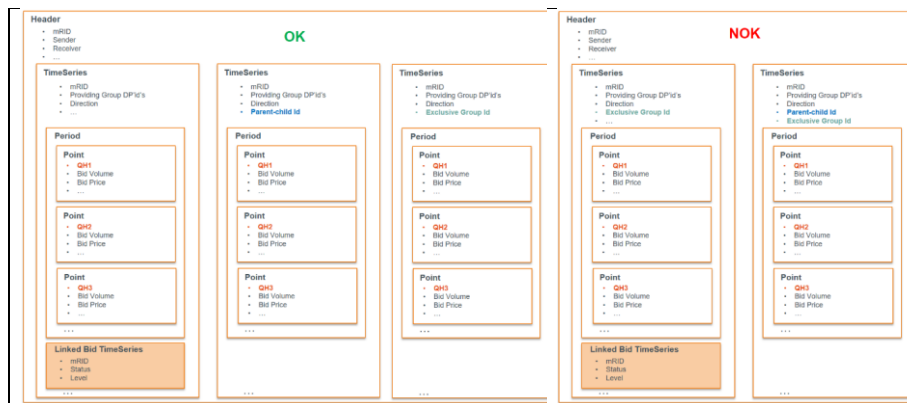 Header
• mRID
• Sender
• Receiver
• ...
OK
TimeSeries
• mRID
• Providing Group DP'Id's
• Direction
• ...
Period
Point
• QH1
• Bid Volume
• Bid Price
• ...
Point
• QH2
• Bid Volume
• Bid Price
• ...
Point
• QH3
• Bid Volume
• Bid Price
• ...
...
Linked Bid TimeSeries
• mRID
• Status
• Level
...
TimeSeries
• mRID
• Providing Group DP'Id's
• Direction
• Parent-child Id
Period
Point
• QH1
• Bid Volume
• Bid Price
• ...
Point
• QH2
• Bid Volume
• Bid Price
• ...
Point
• QH3
• Bid Volume
• Bid Price
• ...
...
...
TimeSeries
• mRID
• Providing Group DP'Id's
• Direction
• Exclusive Group Id
Period
Point
• QH1
• Bid Volume
• Bid Price
• ...
Point
• QH2
• Bid Volume
• Bid Price
• ...
Point
• QH3
• Bid Volume
• Bid Price
• ...
...
...
Header
• mRID
• Sender
• Receiver
• ...
NOK
TimeSeries
• mRID
• Providing Group DP'Id's
• Direction
• Exclusive Group Id
• ...
Period
Point
• QH1
• Bid Volume
• Bid Price
• ...
Point
• QH2
• Bid Volume
• Bid Price
• ...
Point
• QH3
• Bid Volume
• Bid Price
• ...
...
Linked Bid TimeSeries
• mRID
• Status
• Level
...
TimeSeries
• mRID
• Providing Group DP'Id's
• Direction
• Parent-child Id
• Exclusive Group Id
Period
Point
• QH1
• Bid Volume
• Bid Price
• ...
Point
• QH2
• Bid Volume
• Bid Price
• ...
Point
• QH3
• Bid Volume
• Bid Price
• ...
...
...